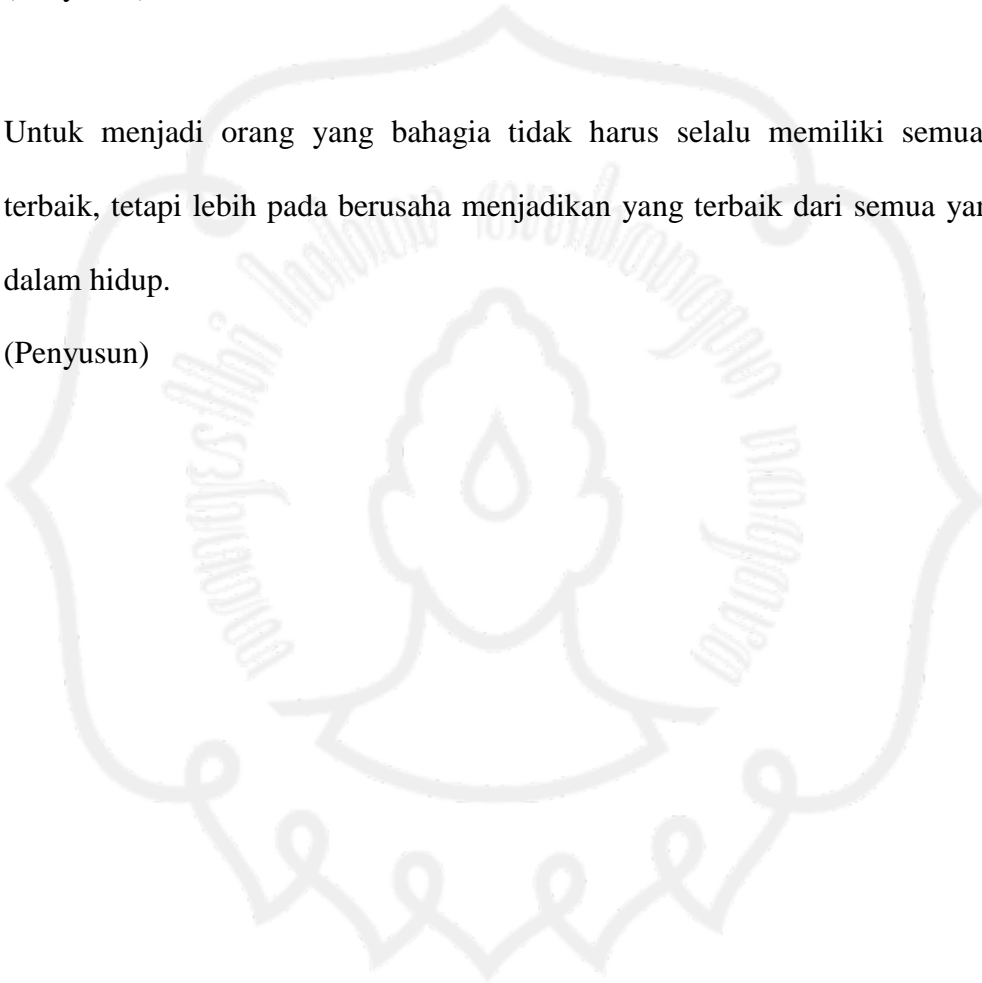 Untuk menjadi orang yang bahagia tidak harus selalu memiliki semua
terbaik, tetapi lebih pada berusaha menjadikan yang terbaik dari semua yan
dalam hidup.
(Penyusun)